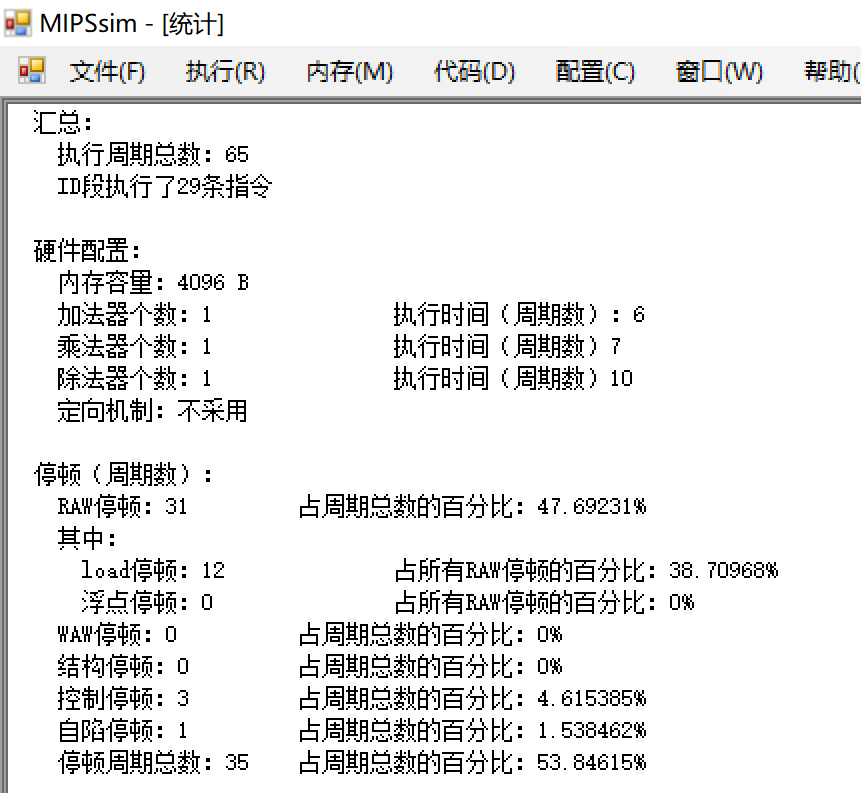 MIPSsim - [统计]
文件(F) 执行(R) 内存(M) 代码(D) 配置(C) 窗口(W) 帮助(
汇总：
执行周期总数：65
ID段执行了29条指令
硬件配置：
内存容量：4096 B
加法器个数：1 执行时间（周期数）：6
乘法器个数：1 执行时间（周期数）7
除法器个数：1 执行时间（周期数）10
定向机制：不采用
停顿（周期数）：
RAW停顿：31 占周期总数的百分比：47.69231%
其中：
load停顿：12 占所有RAW停顿的百分比：38.70968%
浮点停顿：0 占所有RAW停顿的百分比：0%
WAW停顿：0 占周期总数的百分比：0%
结构停顿：0 占周期总数的百分比：0%
控制停顿：3 占周期总数的百分比：4.615385%
自陷停顿：1 占周期总数的百分比：1.538462%
停顿周期总数：35 占周期总数的百分比：53.84615%